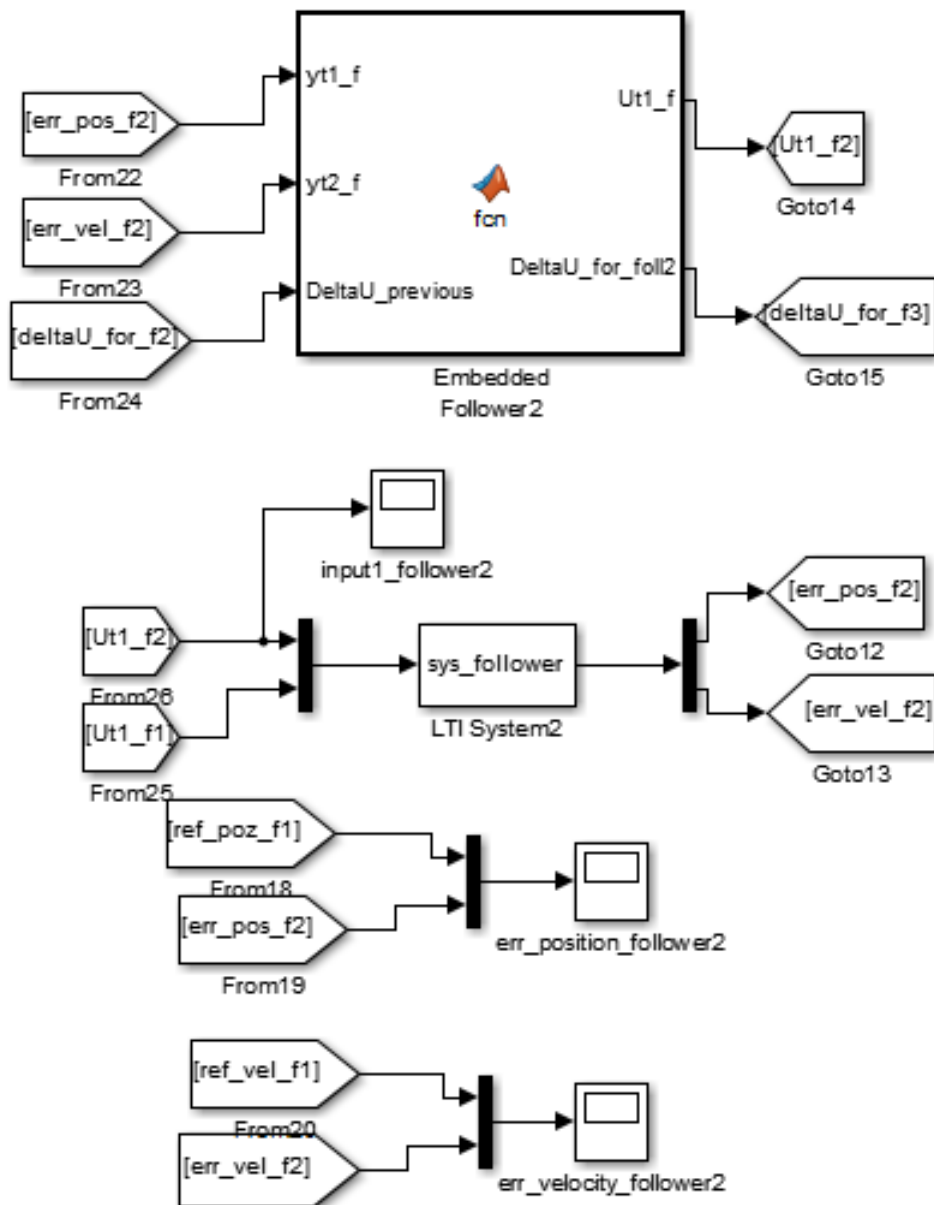 yt1_f
Ut1_f
[err_pos_f2]
[Ut1_f2]
From22
yt2_f
Goto14
fcn
[err_vel_f2]
DeltaU_for_foll2
From23
DeltaU_previous
[deltaU_for_f3]
[deltaU_for_f2]
Embedded
Follower2
Goto15
From24
input1_follower2
[err_pos_f2]
[Ut1_f2]
Goto12
sys_follower
From26
[err_vel_f2]
[Ut1_f1]
LTI System2
Goto13
From25
[ref_poz_f1]
From18
[err_pos_f2]
err_position_follower2
From19
[ref_vel_f1]
From20
[err_vel_f2]
err_velocity_follower2